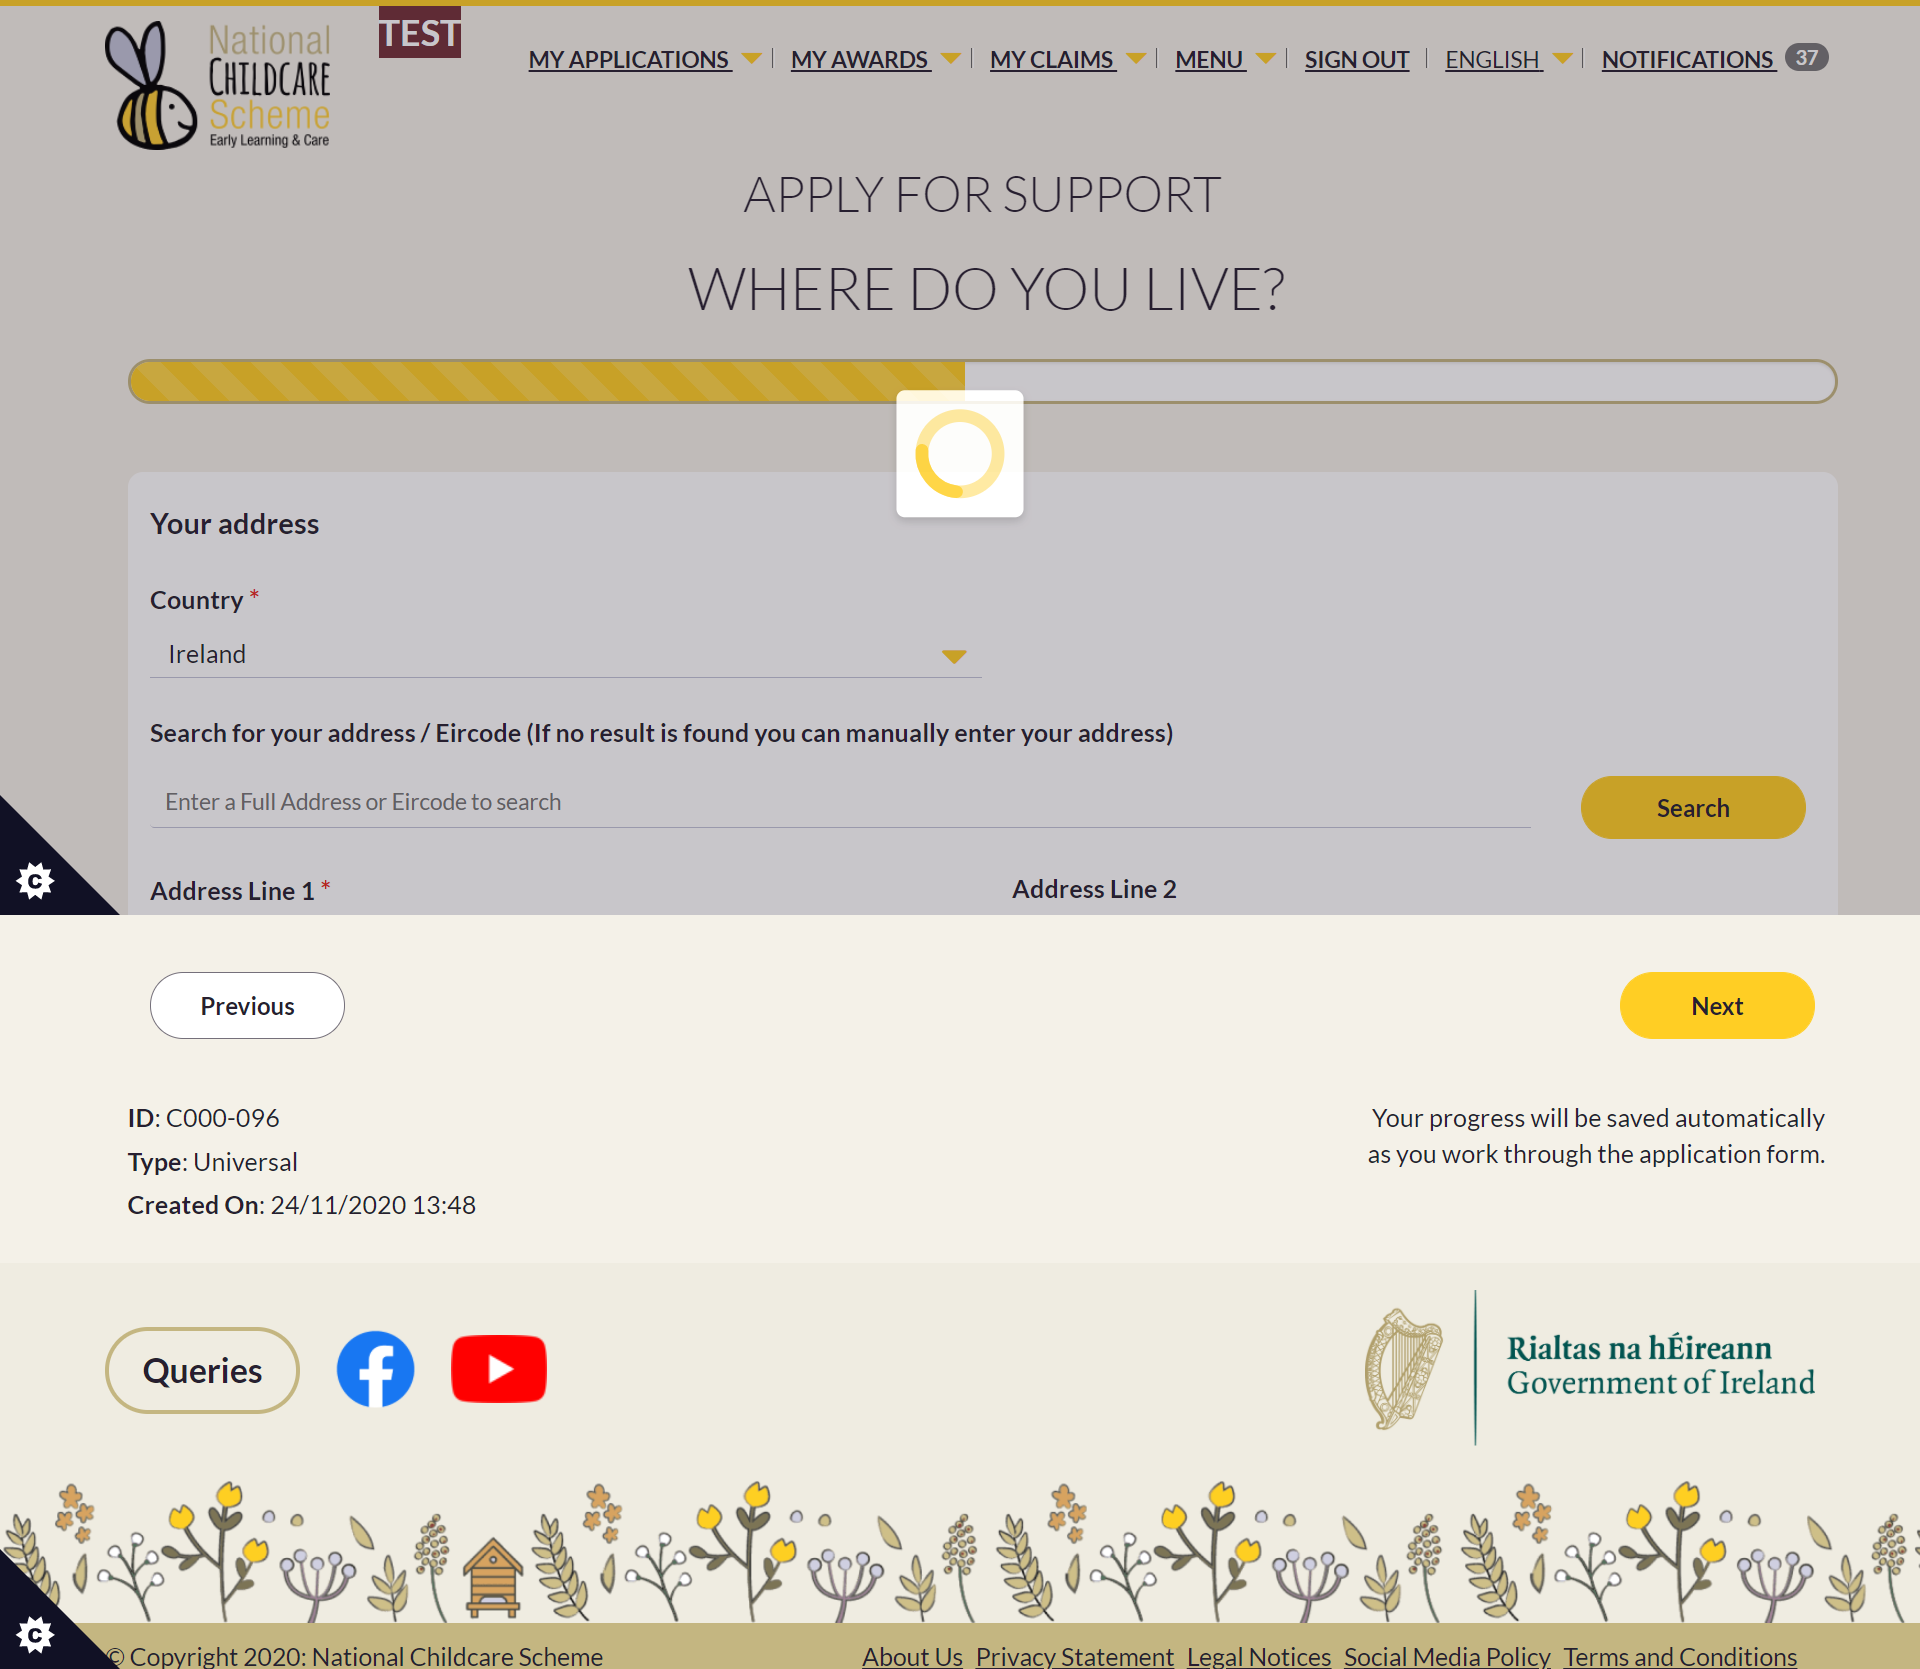 National
CHILDCARE
Scheme
Early Learning & Care
TEST
MY APPLICATIONS MY AWARDS MY CLAIMS MENU SIGN OUT ENGLISH NOTIFICATIONS 37
APPLY FOR SUPPORT
WHERE DO YOU LIVE?
Your address
Country *
Ireland
Search for your address / Eircode (If no result is found you can manually enter your address)
Enter a Full Address or Eircode to search
Search
Address Line 1 *
Address Line 2
C
Previous
Next
ID: C000-096
Type: Universal
Created On: 24/11/2020 13:48
Your progress will be saved automatically
as you work through the application form.
Queries
Rialtas na hÉireann
Government of Ireland
C
© Copyright 2020: National Childcare Scheme
About Us Privacy Statement Legal Notices Social Media Policy Terms and Conditions